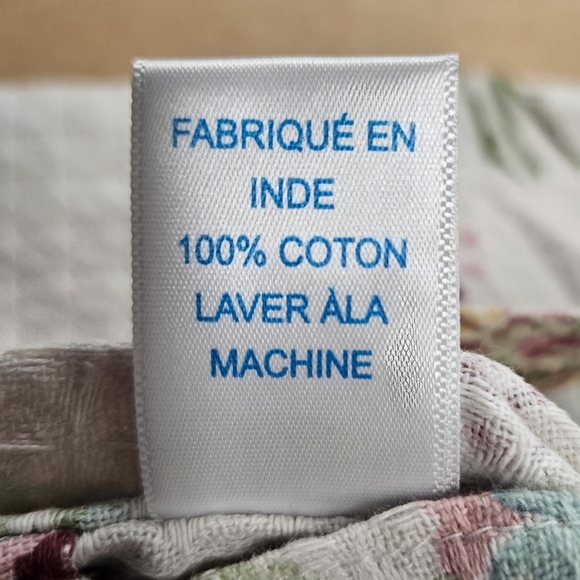 FABRIQUÉ EN
INDE
100% COTON
LAVER ÀLA
MACHINE